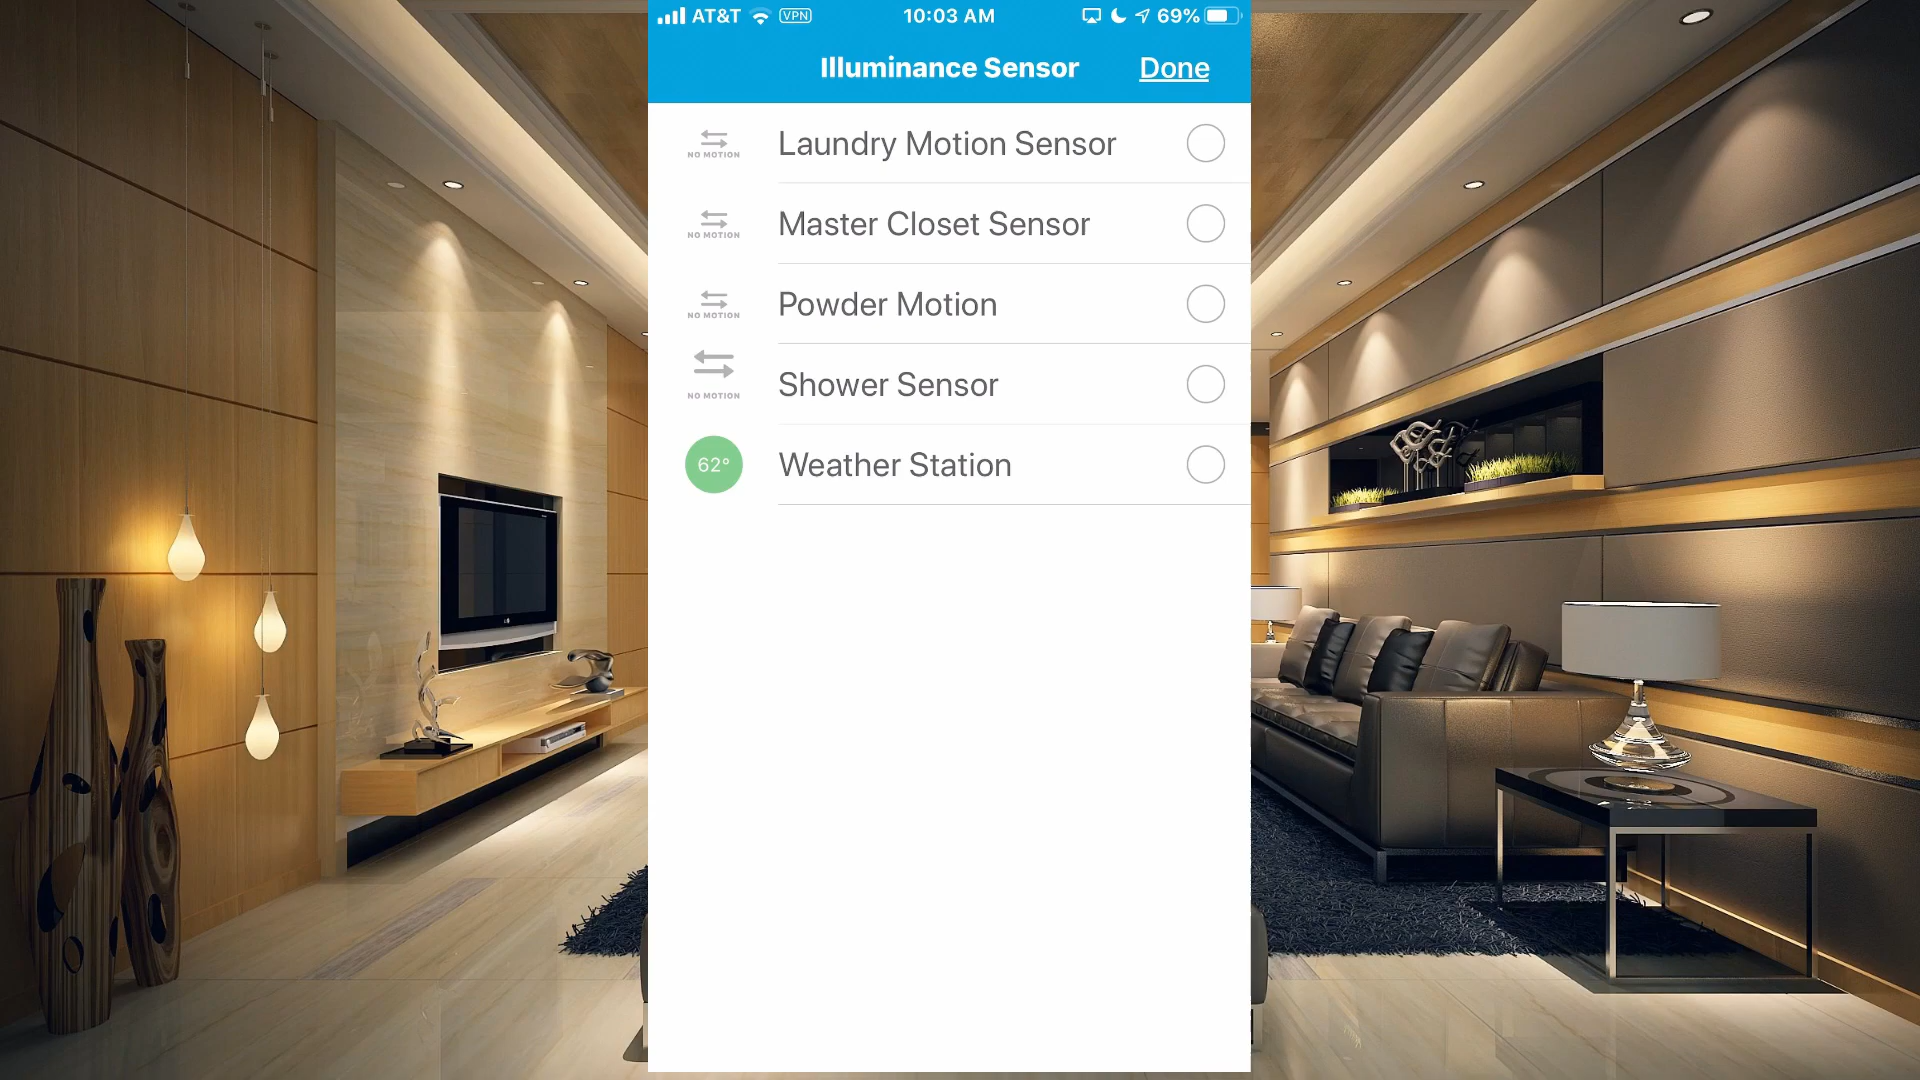 AT&T VPN 10:03 AM 69%
Illuminance Sensor Done
NO MOTION Laundry Motion Sensor
NO MOTION Master Closet Sensor
NO MOTION Powder Motion
NO MOTION Shower Sensor
62° Weather Station